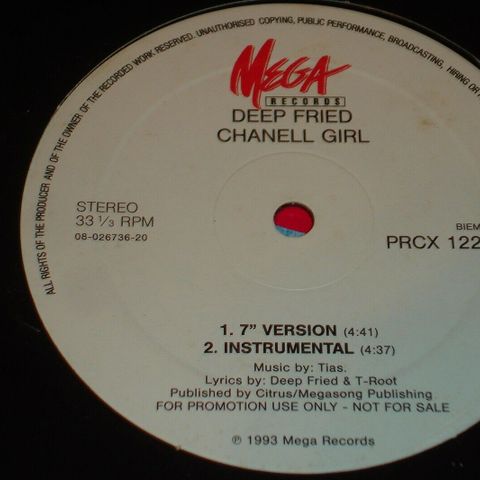 ALL RIGHTS OF THE PRODUCER AND OF THE OWNER OF THE RECORDED WORK RESERVED. UNAUTHORISED COPYING, PUBLIC PERFORMANCE, BROADCASTING, HIRING OR
MEGA
RECORDS
DEEP FRIED
CHANELL GIRL
STEREO
33 1/3 RPM
08-026736-20
BIEM
PRCX 122
1. 7" VERSION (4:41)
2. INSTRUMENTAL (4:37)
Music by: Tias.
Lyrics by: Deep Fried & T-Root
Published by Citrus/Megasong Publishing
FOR PROMOTION USE ONLY - NOT FOR SALE
℗ 1993 Mega Records